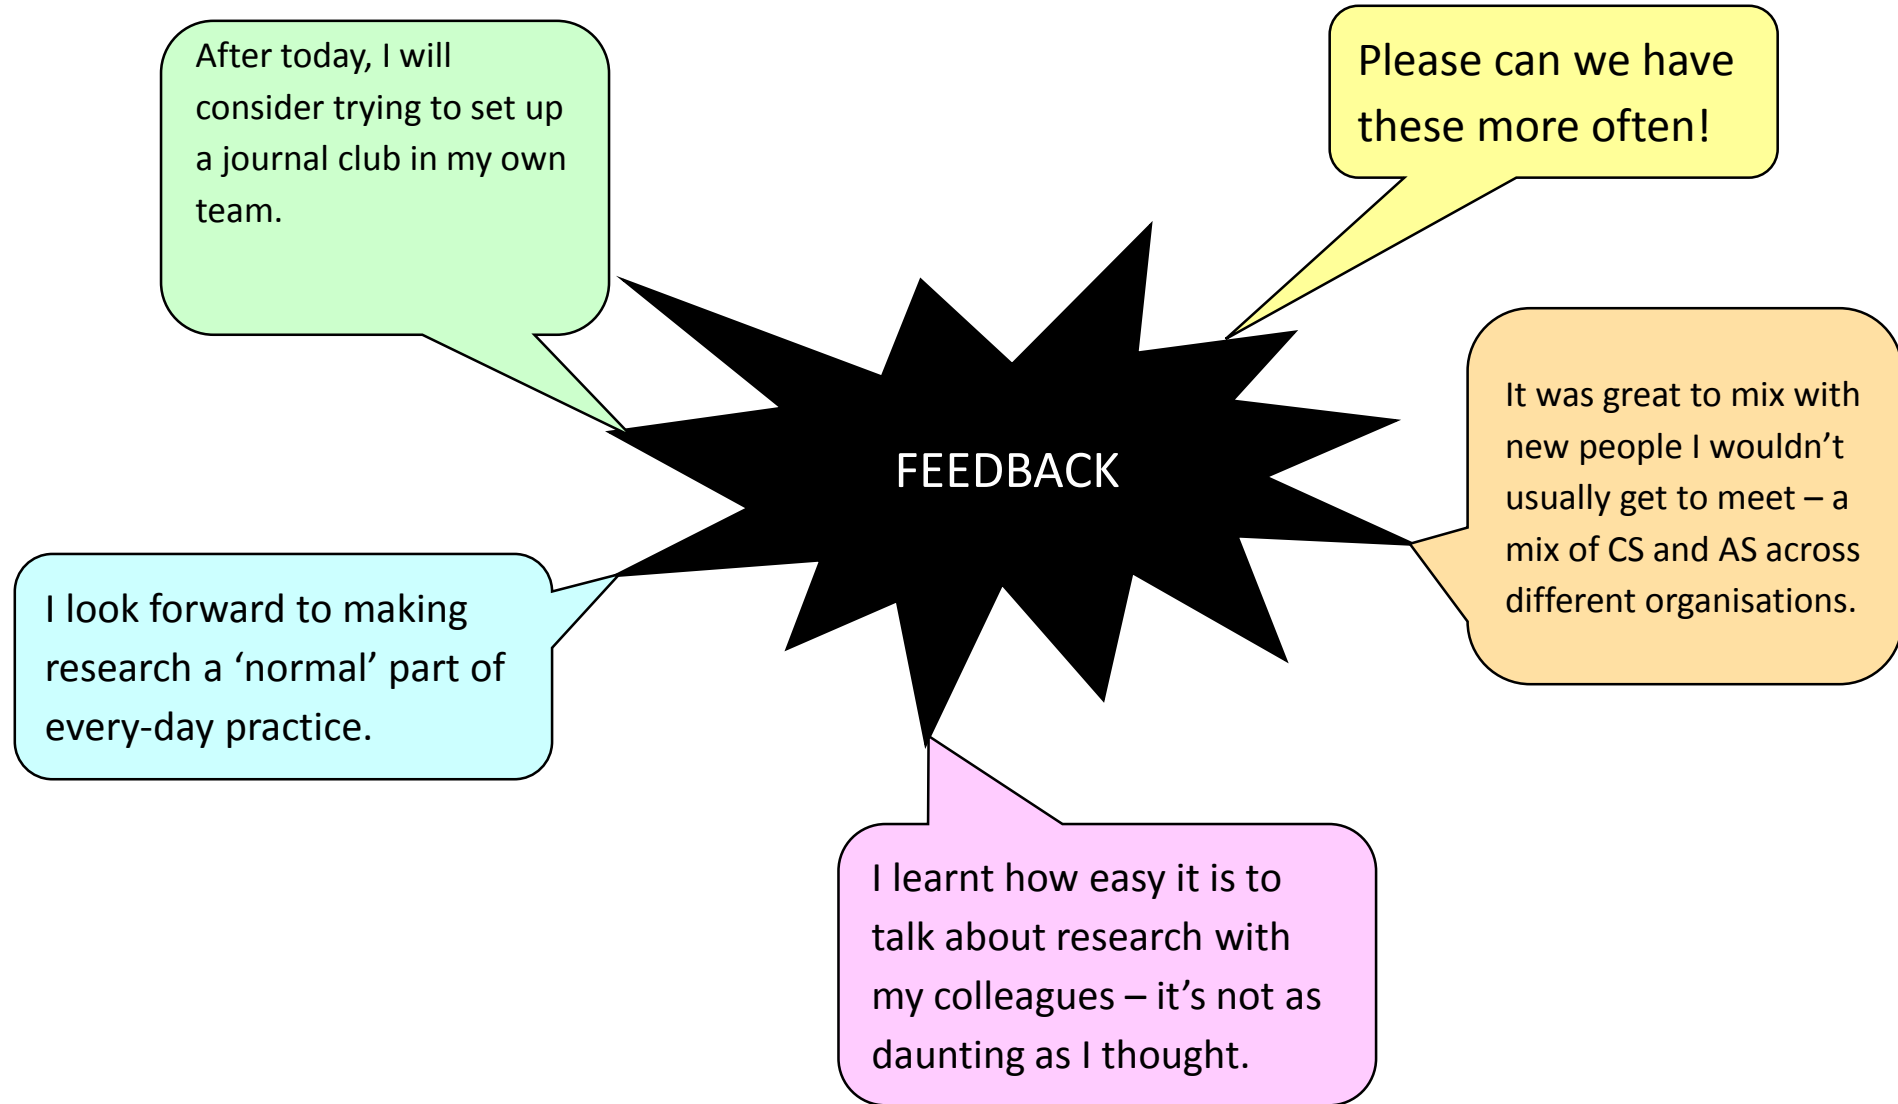 After today, I will
consider trying to set up
a journal club in my own
team.
Please can we have
these more often!
FEEDBACK
It was great to mix with
new people I wouldn’t
usually get to meet – a
mix of CS and AS across
different organisations.
I look forward to making
research a ‘normal’ part of
every-day practice.
I learnt how easy it is to
talk about research with
my colleagues – it’s not as
daunting as I thought.